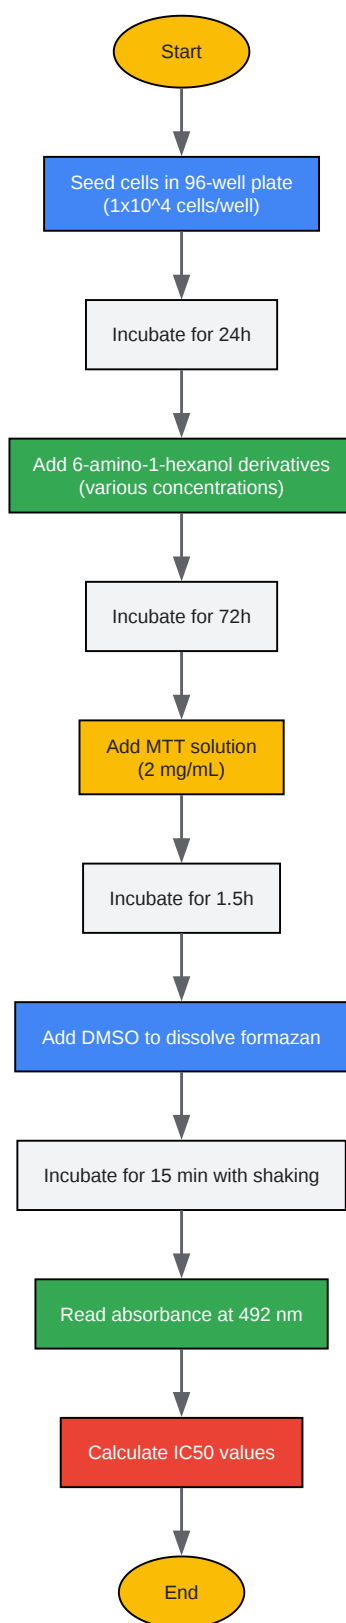 Start
Seed cells in 96-well plate
(1x10^4 cells/well)
Incubate for 24h
Add 6-amino-1-hexanol derivatives
(various concentrations)
Incubate for 72h
Add MTT solution
(2 mg/mL)
Incubate for 1.5h
Add DMSO to dissolve formazan
Incubate for 15 min with shaking
Read absorbance at 492 nm
Calculate IC50 values
End